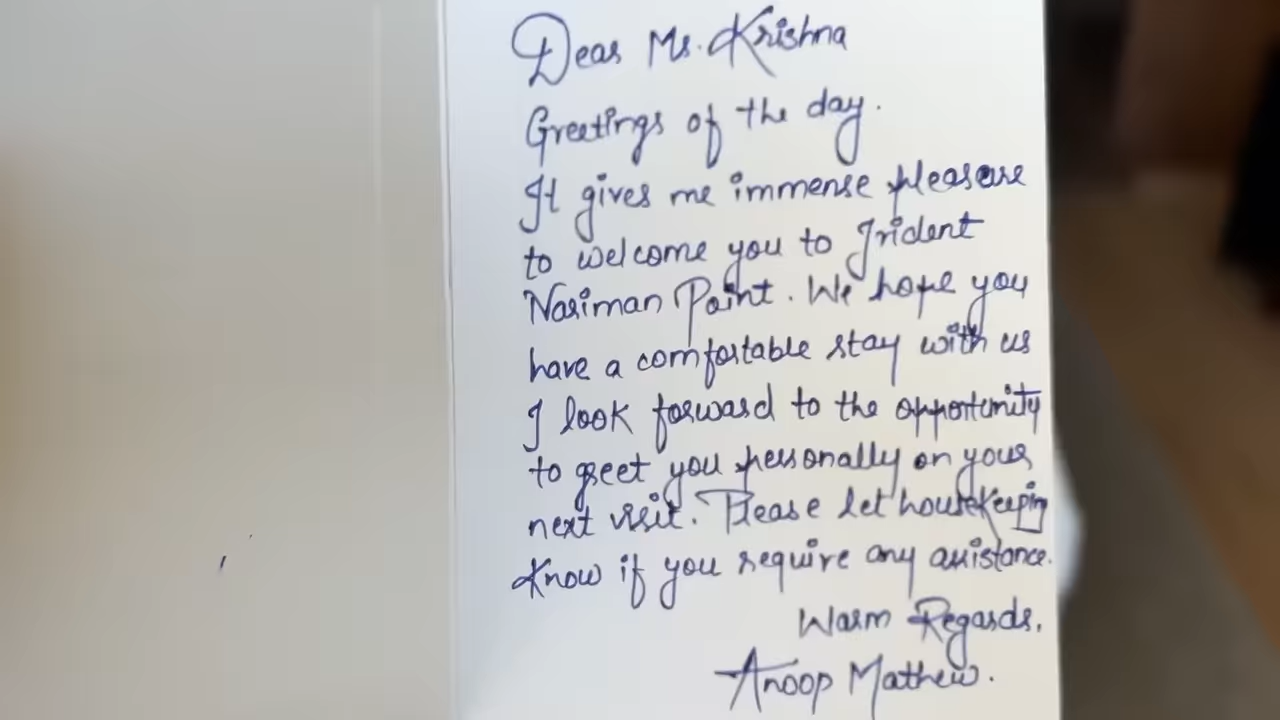 Dear Mr. Krishna
Greetings of the day.
It gives me immense pleasure
to welcome you to Trident
Nariman Point. We hope you
have a comfortable stay with us
I look forward to the opportunity
to greet you personally on your
next visit. Please let housekeeping
know if you require any assistance.
Warm Regards,
Anoop Mathew.